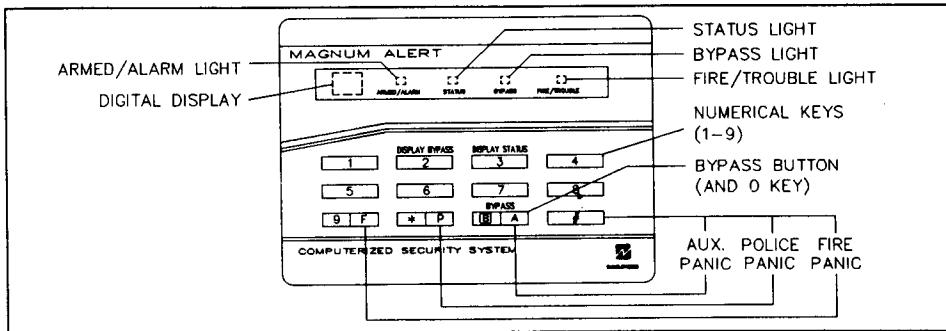 STATUS LIGHT
MAGNUM ALERT
BYPASS LIGHT
ARMED/ALARM LIGHT
FIRE/TROUBLE LIGHT
DIGITAL DISPLAY
ARMED/ALARM STATUS BYPASS FIRE/TROUBLE
NUMERICAL KEYS
(1-9)
DISPLAY BYPASS DISPLAY STATUS
1 2 3 4
BYPASS BUTTON
(AND 0 KEY)
5 6 7 8
BYPASS
9 F * P B A #
COMPUTERIZED SECURITY SYSTEM
AUX. POLICE FIRE
PANIC PANIC PANIC